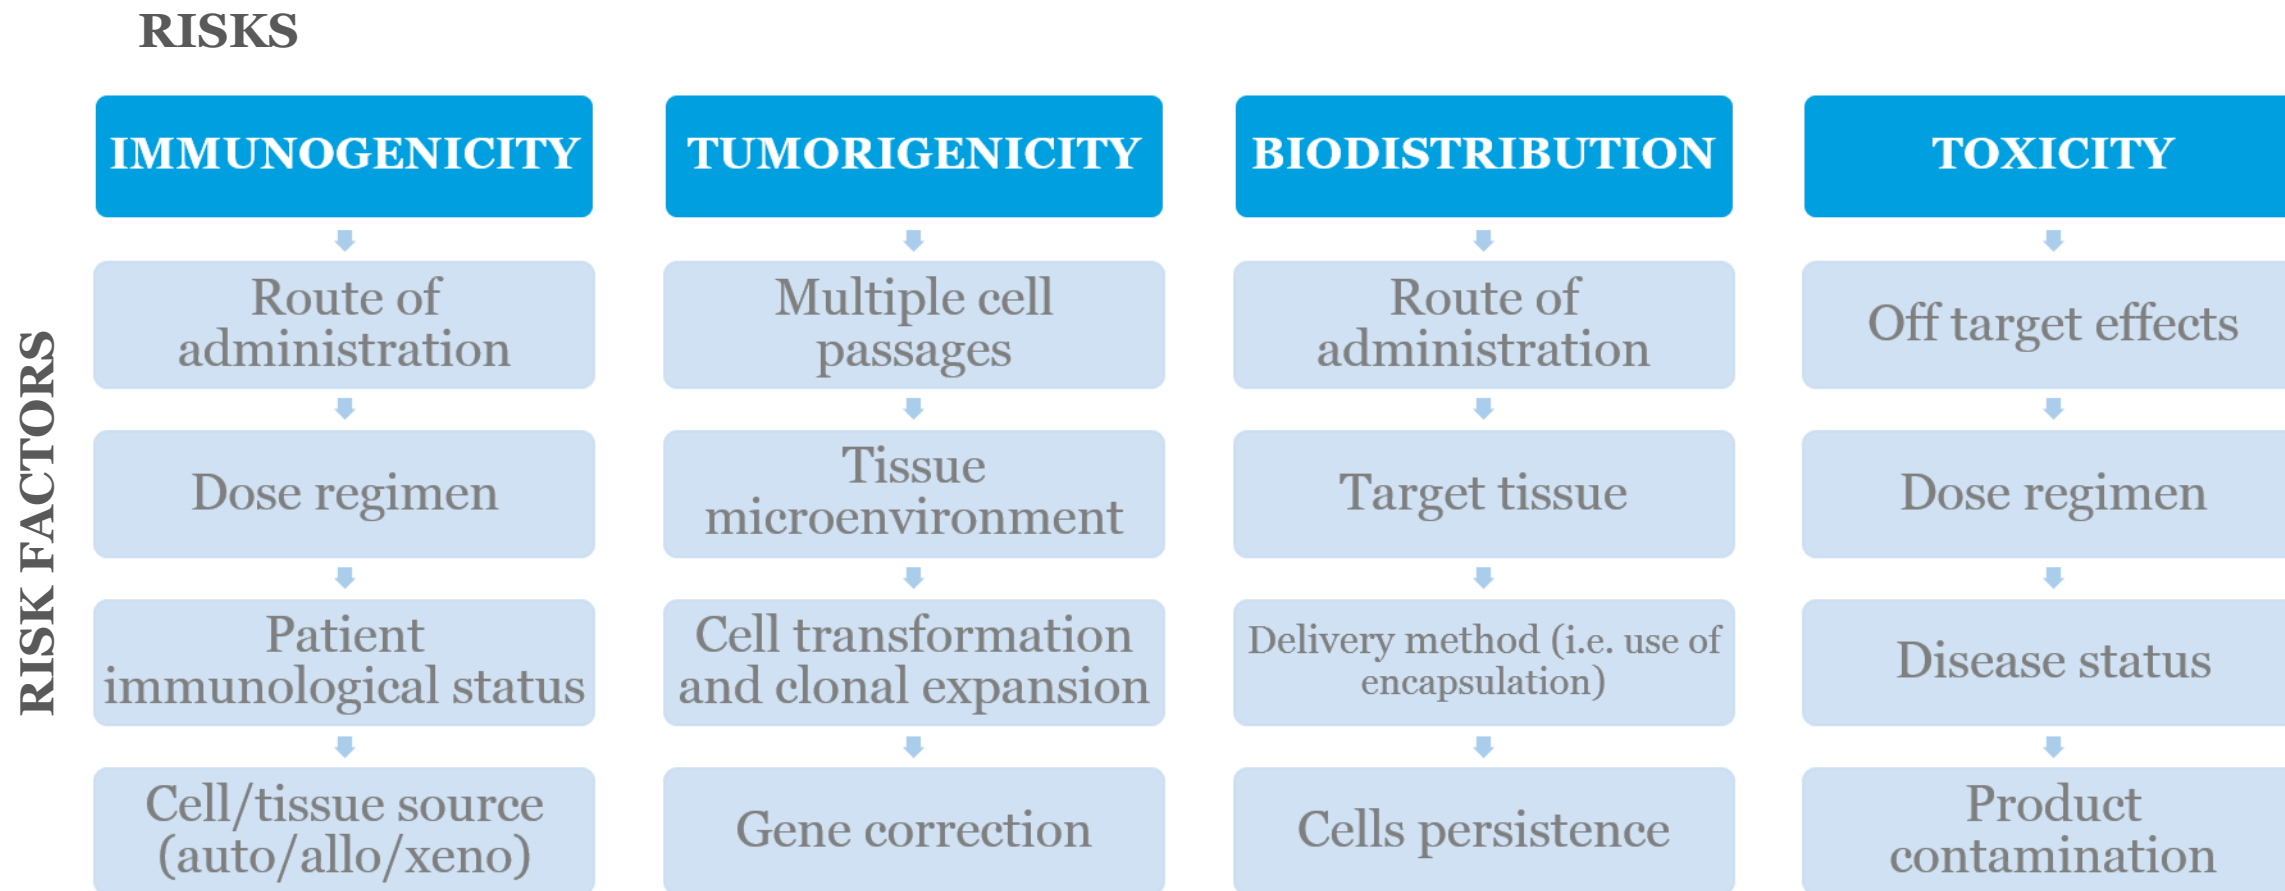 RISKS
RISK FACTORS
IMMUNOGENICITY
Route of
administration
Dose regimen
Patient
immunological status
Cell/tissue source
(auto/allo/xeno)
TUMORIGENICITY
Multiple cell
passages
Tissue
microenvironment
Cell transformation
and clonal expansion
Gene correction
BIODISTRIBUTION
Route of
administration
Target tissue
Delivery method (i.e. use of
encapsulation)
Cells persistence
TOXICITY
Off target effects
Dose regimen
Disease status
Product
contamination